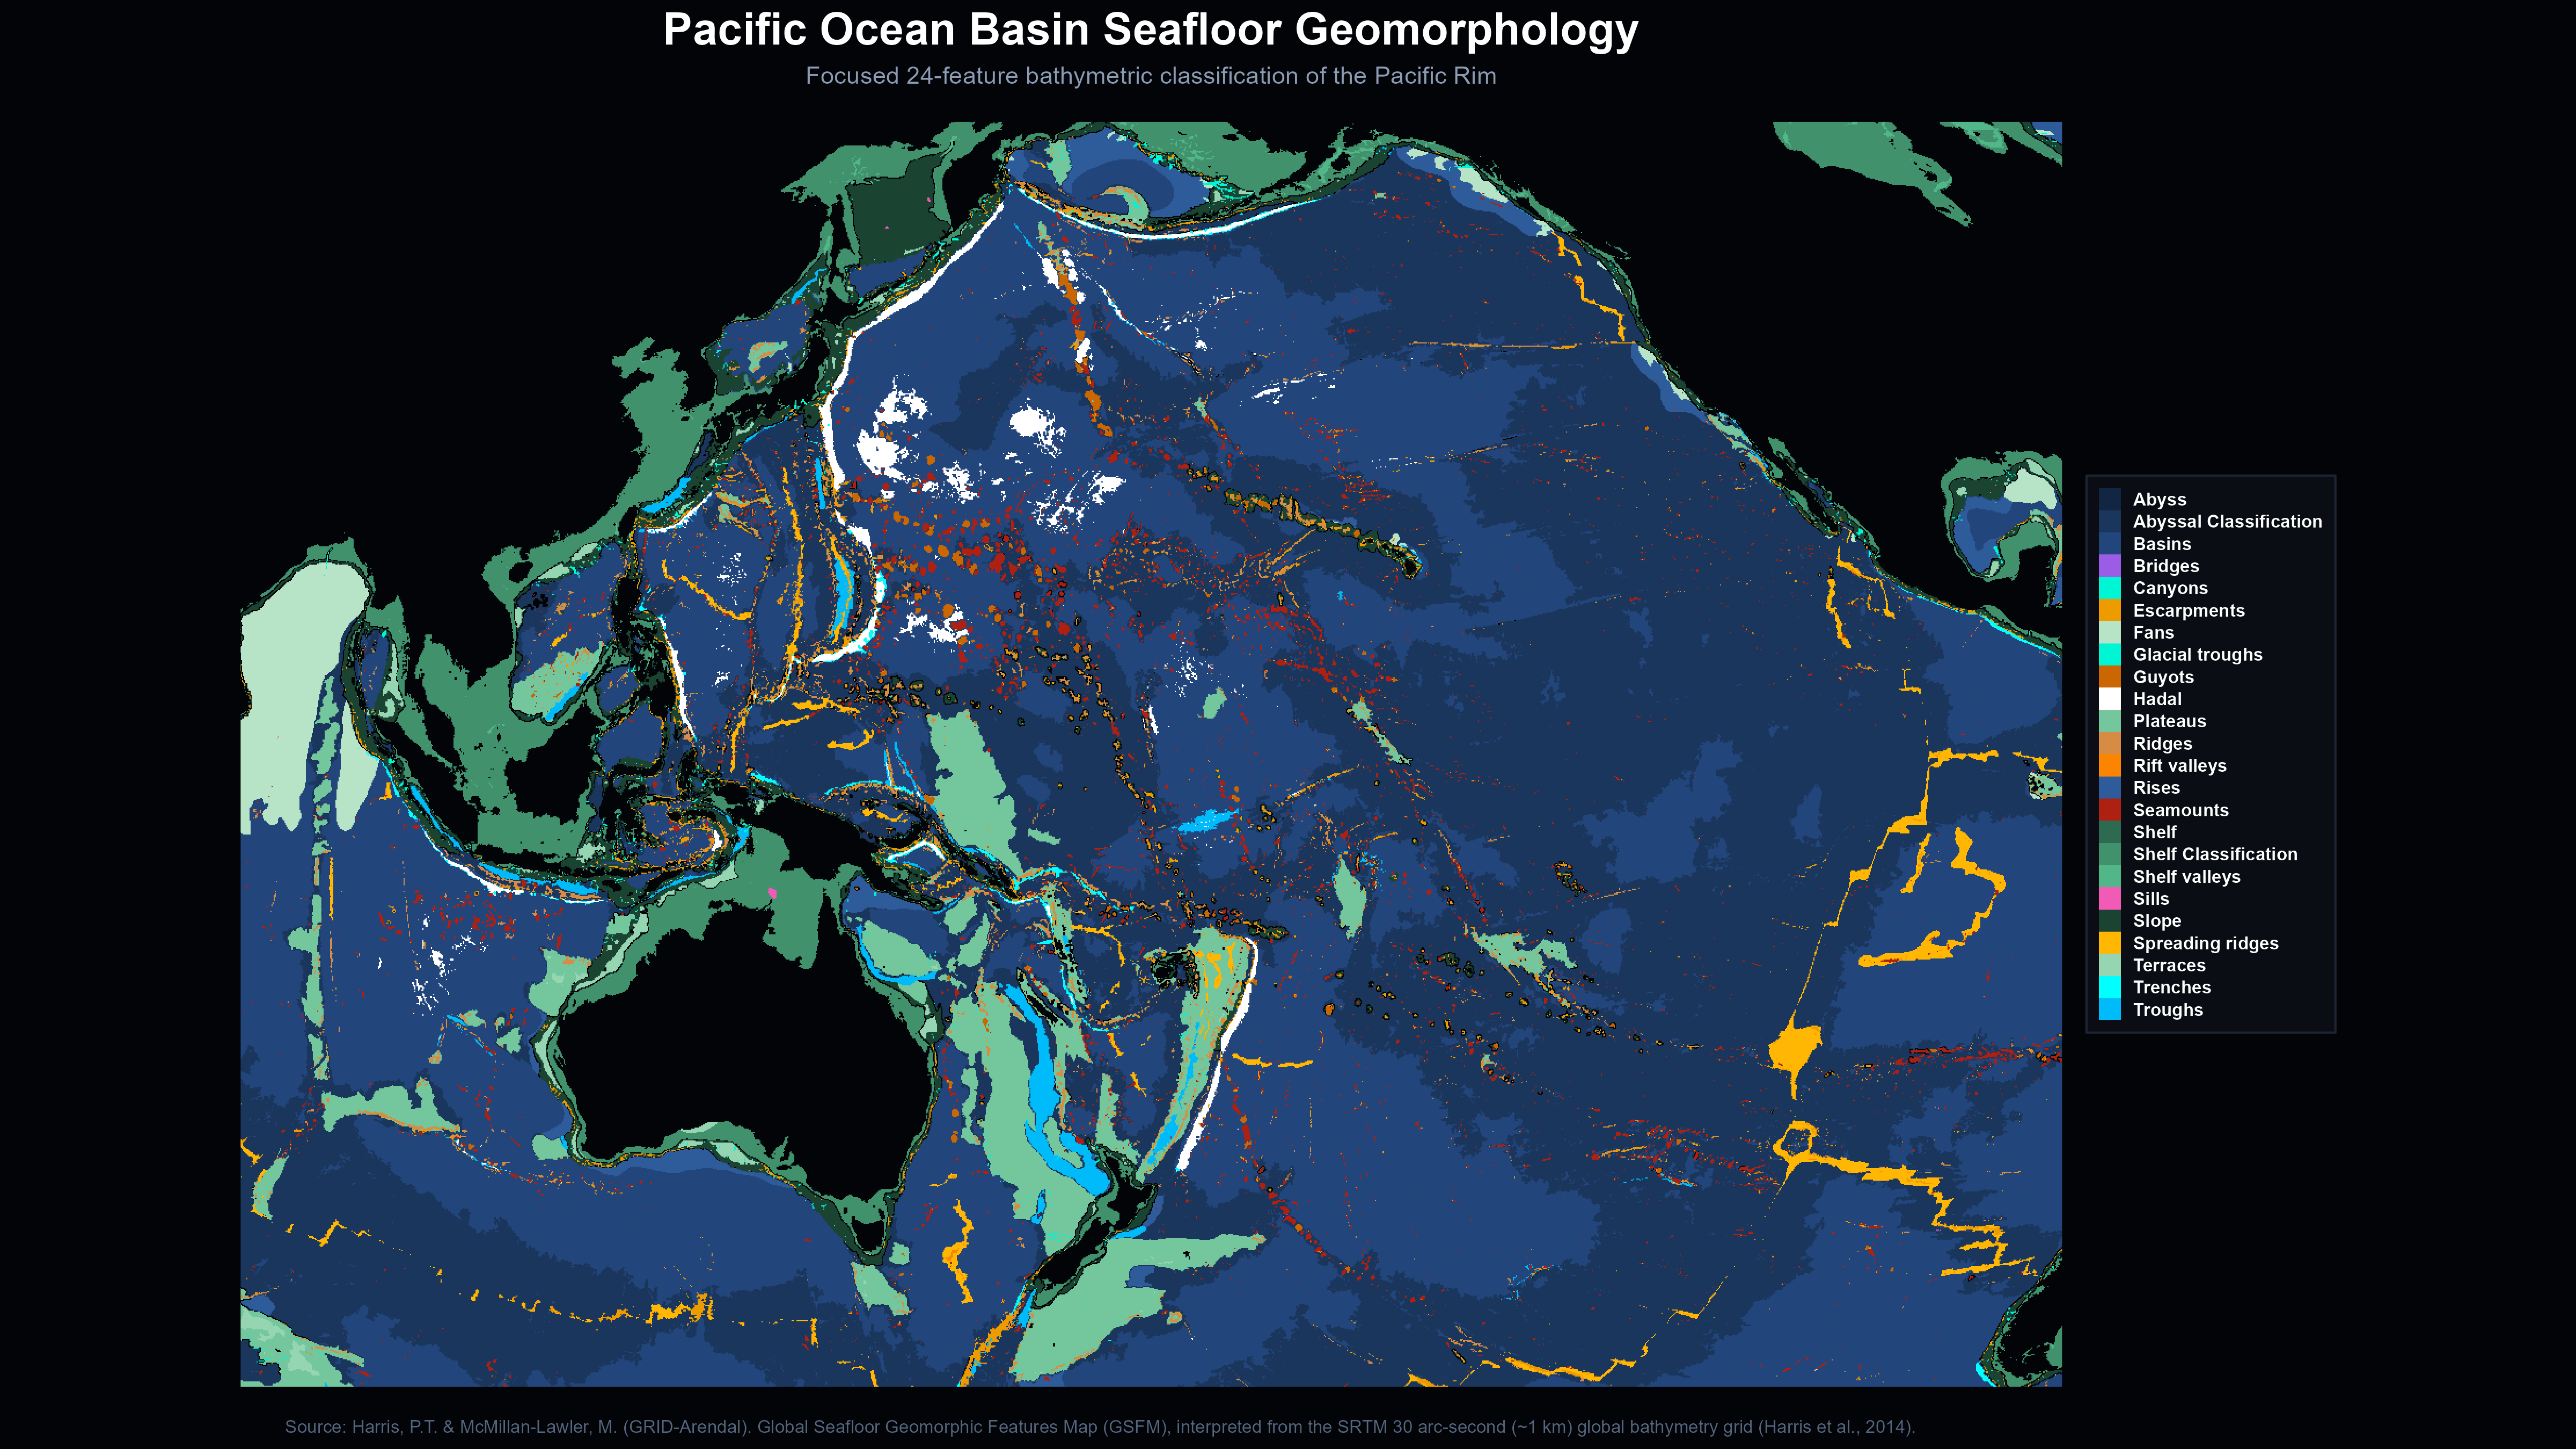 Pacific Ocean Basin Seafloor Geomorphology
Focused 24-feature bathymetric classification of the Pacific Rim
Abyss
Abyssal Classification
Basins
Bridges
Canyons
Escarpments
Fans
Glacial troughs
Guyots
Hadal
Plateaus
Ridges
Rift valleys
Rises
Seamounts
Shelf
Shelf Classification
Shelf valleys
Sills
Slope
Spreading ridges
Terraces
Trenches
Troughs
Source: Harris, P.T. & McMillan-Lawler, M. (GRID-Arendal). Global Seafloor Geomorphic Features Map (GSFM), interpreted from the SRTM 30 arc-second (~1 km) global bathymetry grid (Harris et al., 2014).